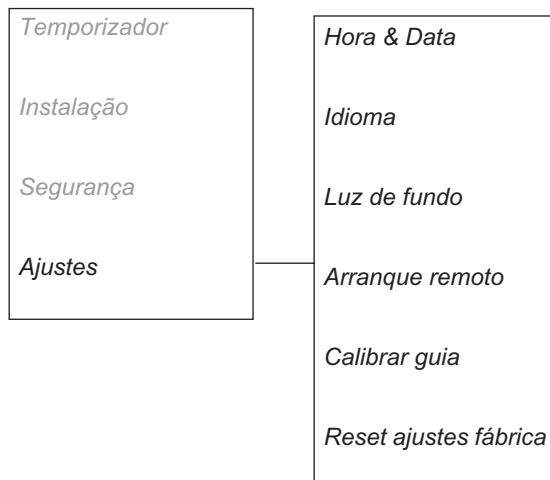 Temporizador
Instalação
Segurança
Ajustes
Hora & Data
Idioma
Luz de fundo
Arranque remoto
Calibrar guia
Reset ajustes fábrica